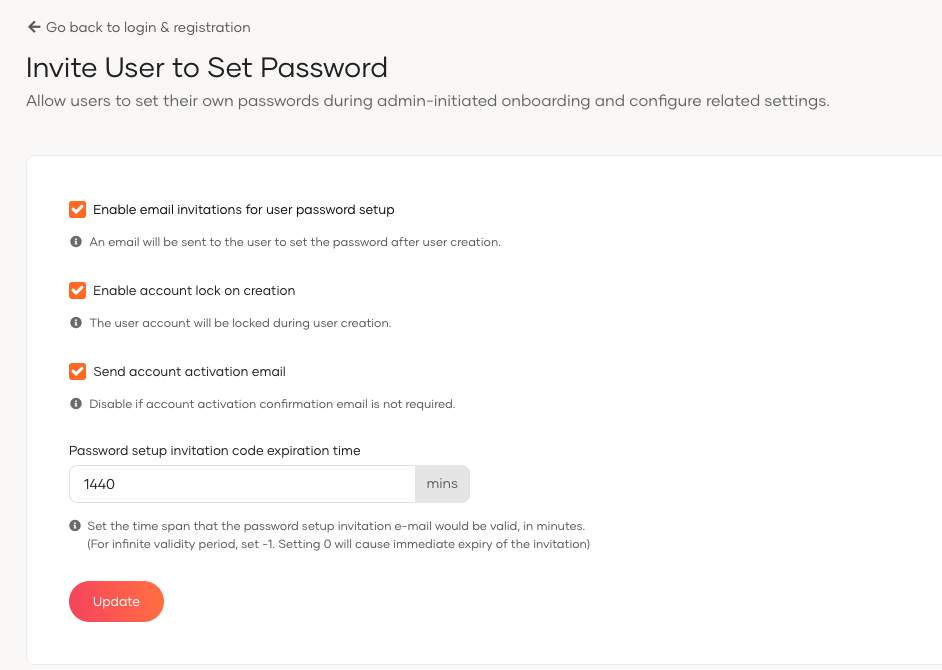 Go back to login & registration
Invite User to Set Password
Allow users to set their own passwords during admin-initiated onboarding and configure related settings.
Enable email invitations for user password setup
An email will be sent to the user to set the password after user creation.
Enable account lock on creation
The user account will be locked during user creation.
Send account activation email
Disable if account activation confirmation email is not required.
Password setup invitation code expiration time
1440 mins
Set the time span that the password setup invitation e-mail would be valid, in minutes.
(For infinite validity period, set -1. Setting 0 will cause immediate expiry of the invitation)
Update